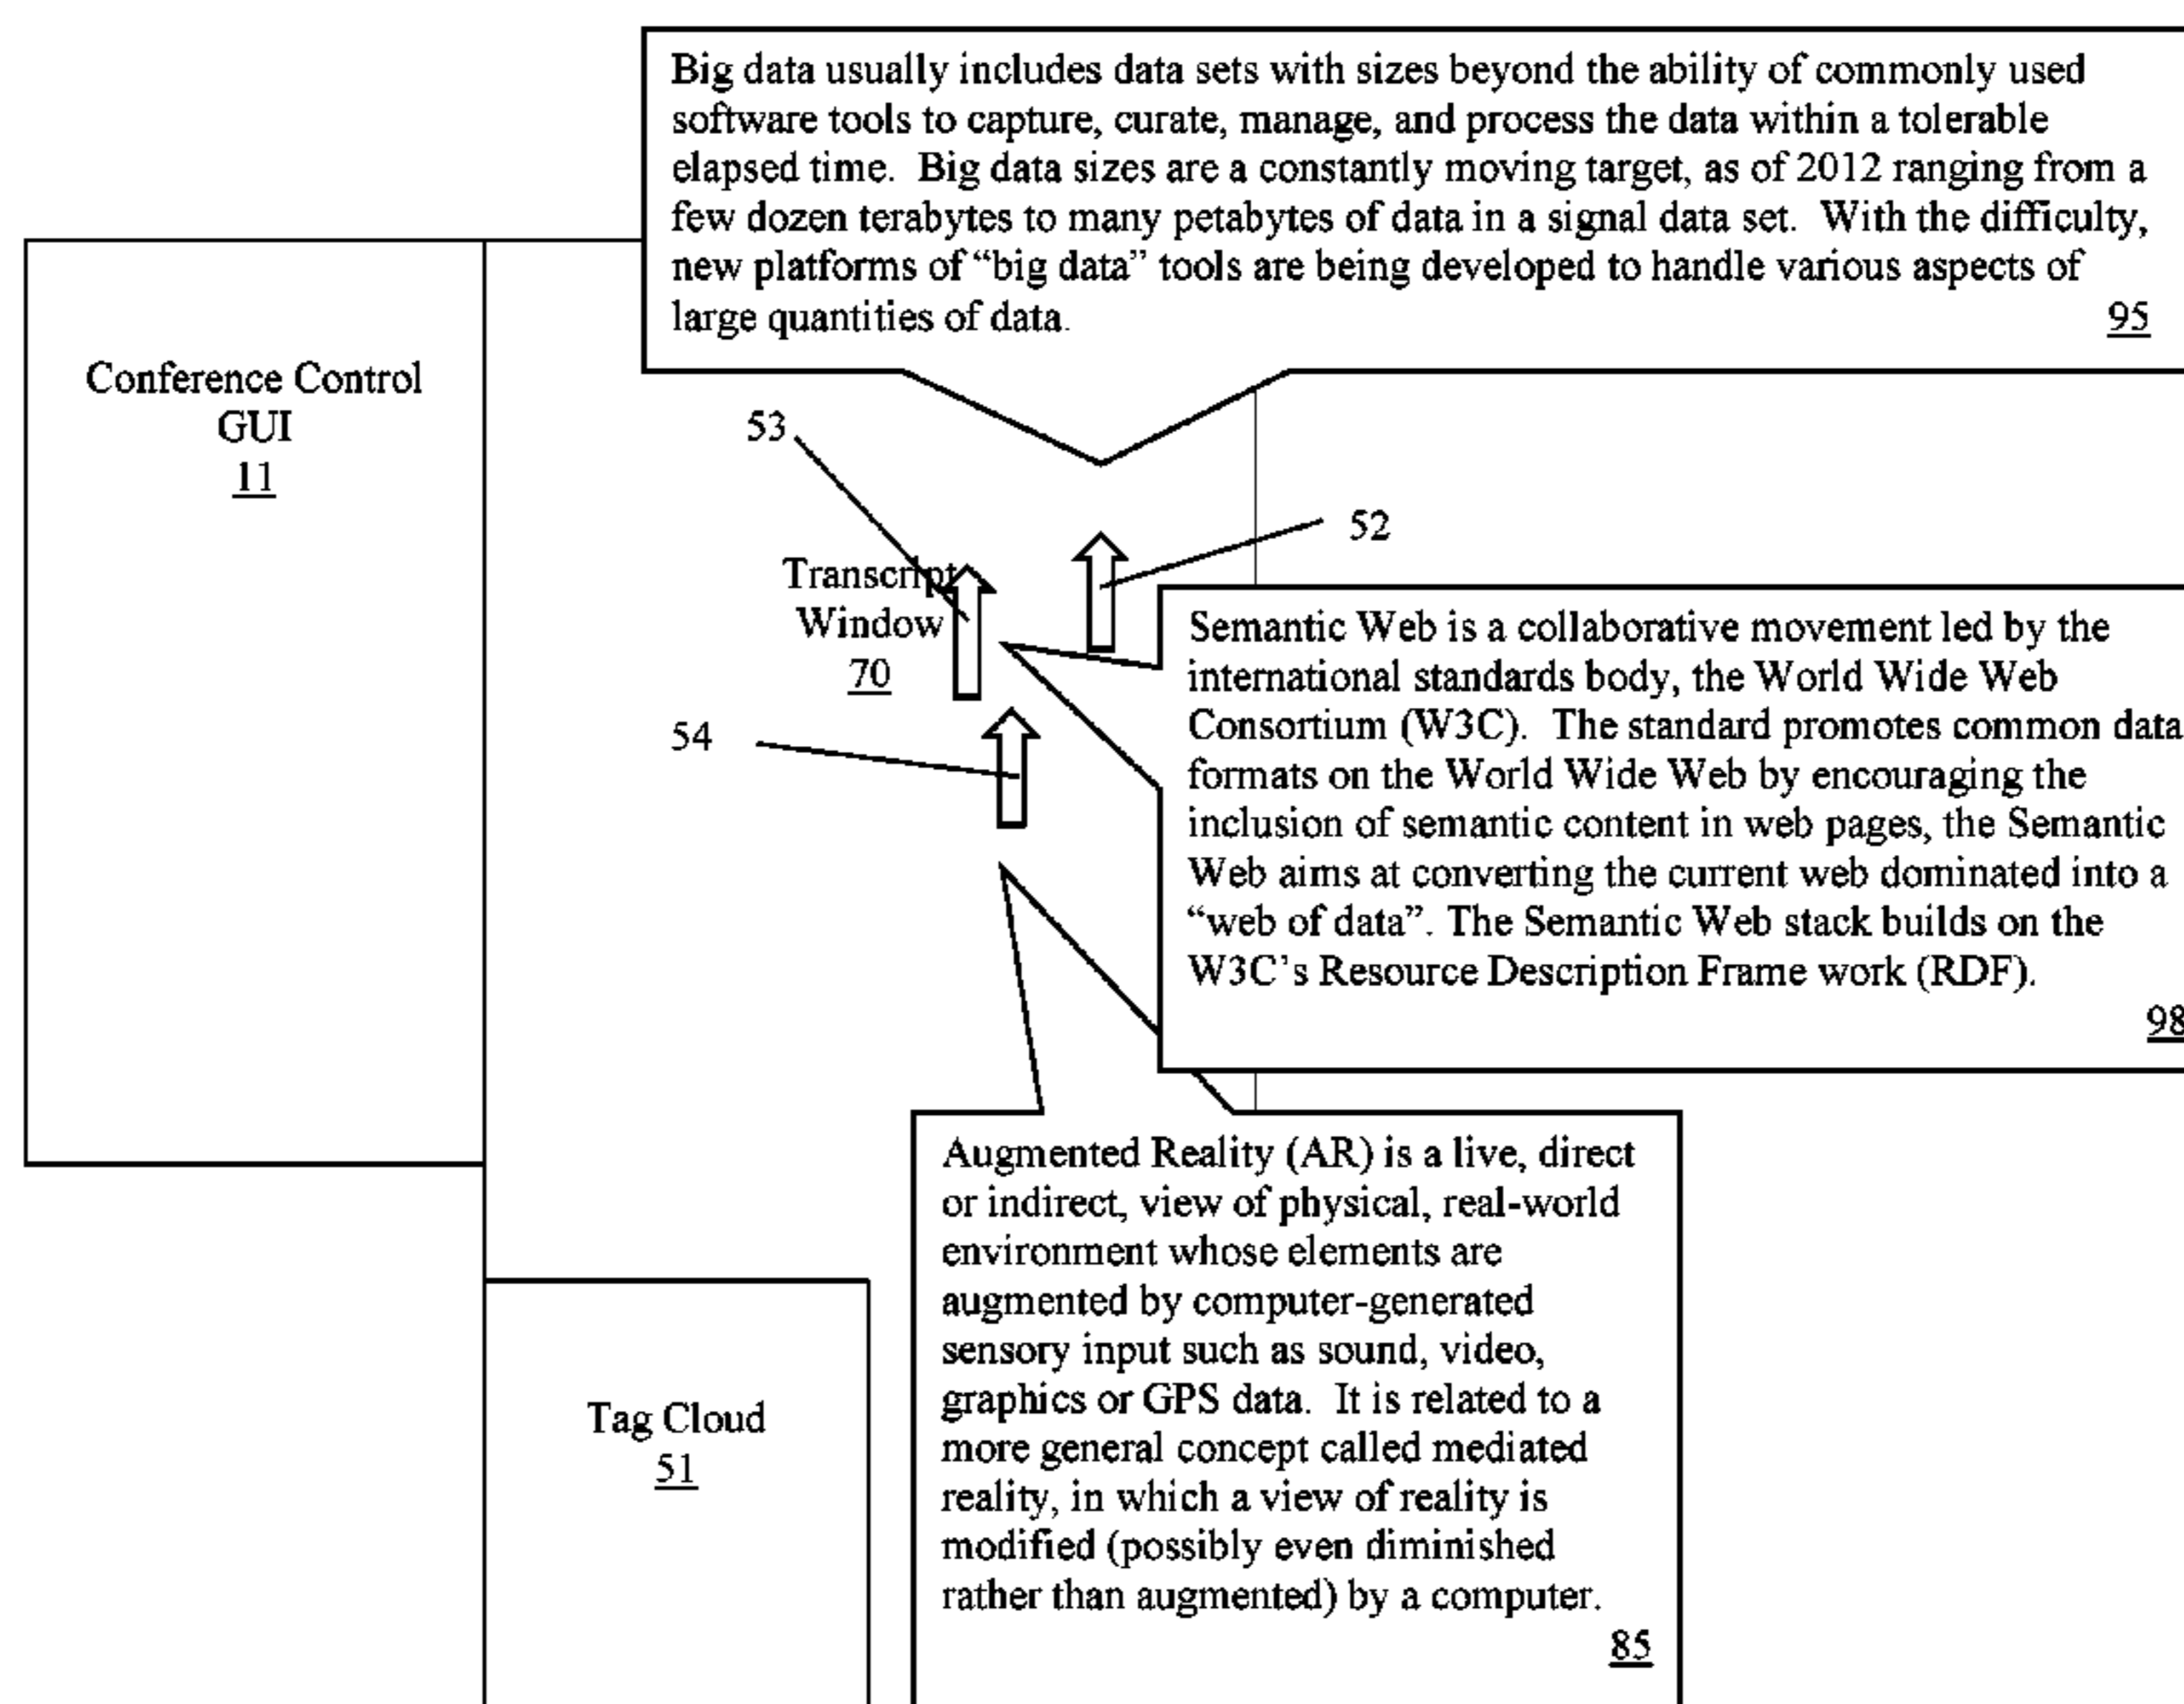 Big data usually includes data sets with sizes beyond the ability of commonly used
software tools to capture, curate, manage, and process the data within a tolerable
elapsed time.  Big data sizes are a constantly moving target, as of 2012 ranging from a
few dozen terabytes to many petabytes of data in a signal data set.  With the difficulty,
new platforms of “big data” tools are being developed to handle various aspects of
large quantities of data.
95
Conference Control
GUI
11
53
52
Transcript
Window
70
54
Semantic Web is a collaborative movement led by the
international standards body, the World Wide Web
Consortium (W3C).  The standard promotes common data
formats on the World Wide Web by encouraging the
inclusion of semantic content in web pages, the Semantic
Web aims at converting the current web dominated into a
“web of data”. The Semantic Web stack builds on the
W3C’s Resource Description Frame work (RDF).
98
Augmented Reality (AR) is a live, direct
or indirect, view of physical, real-world
environment whose elements are
augmented by computer-generated
sensory input such as sound, video,
graphics or GPS data.  It is related to a
more general concept called mediated
reality, in which a view of reality is
modified (possibly even diminished
rather than augmented) by a computer.
85
Tag Cloud
51